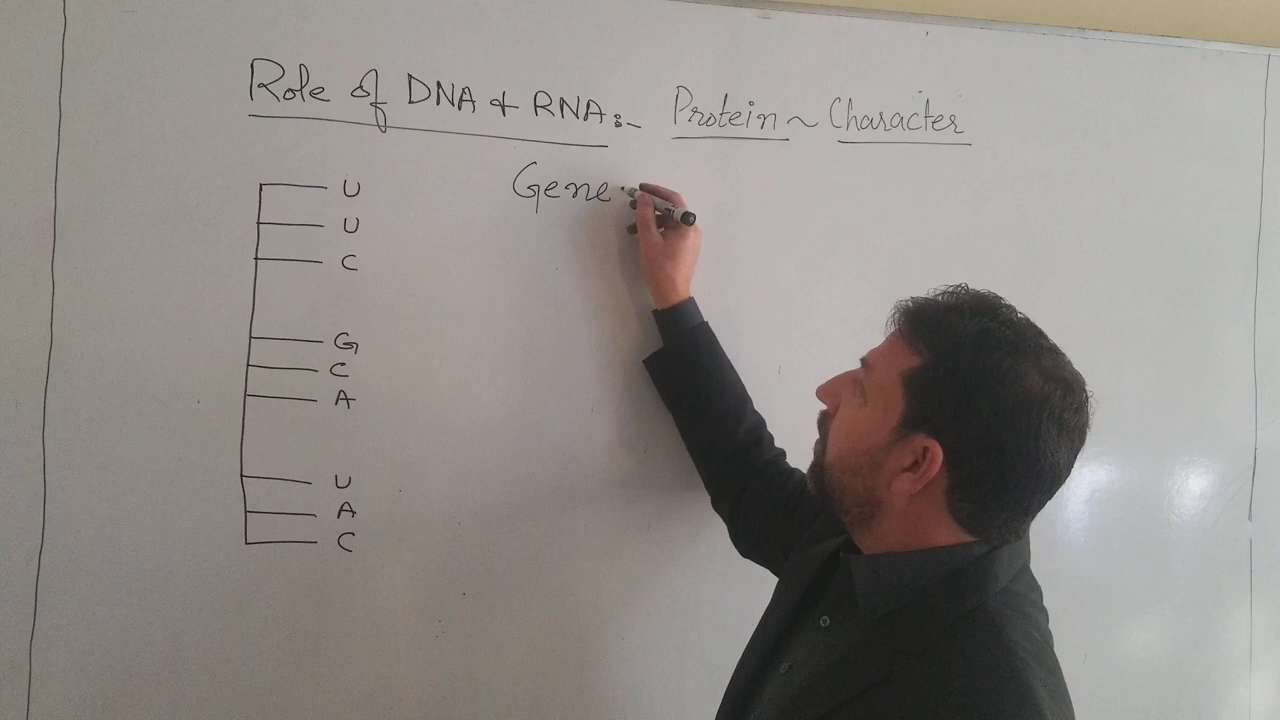 Role of DNA & RNA:- Protein ~ Character
Gene
U
U
C
G
C
A
U
A
C